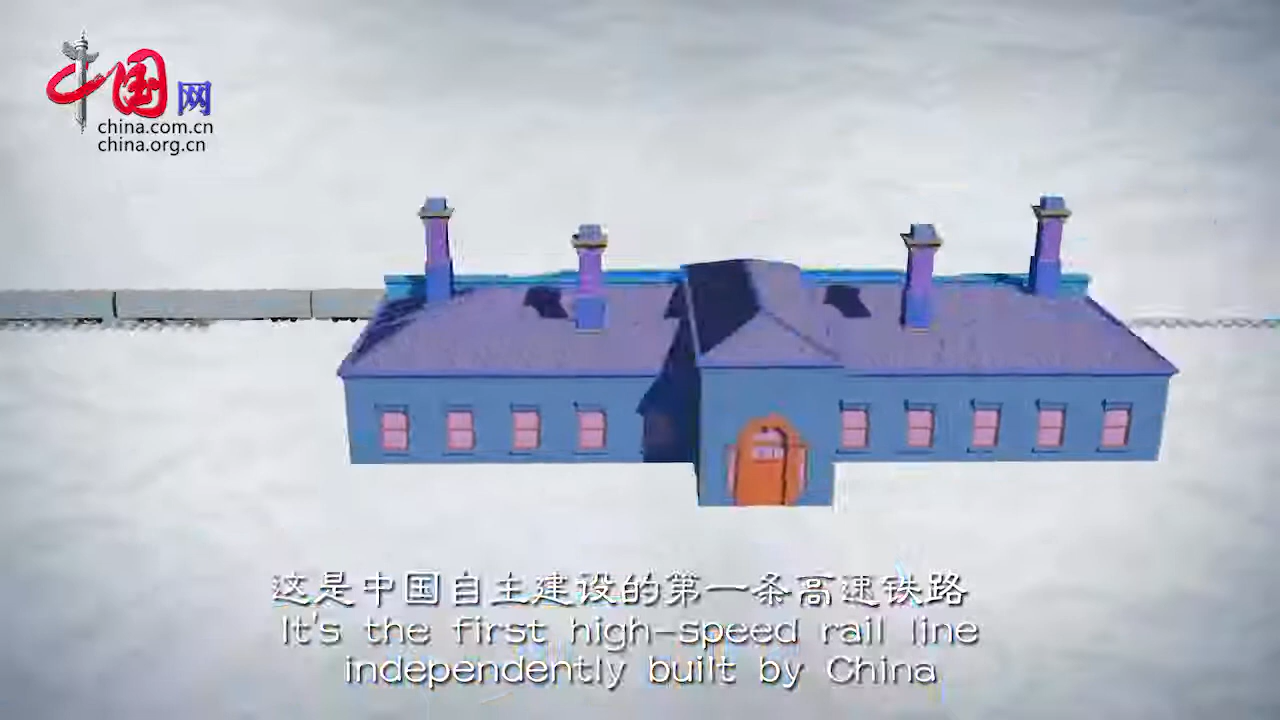 中国网
china.com.cn
china.org.cn
这是中国自主建设的第一条高速铁路
It's the first high-speed rail line
independently built by China